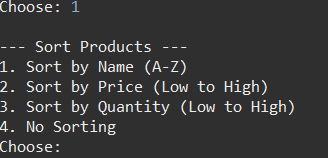 Choose: 1
--- Sort Products ---
1. Sort by Name (A-Z)
2. Sort by Price (Low to High)
3. Sort by Quantity (Low to High)
4. No Sorting
Choose: